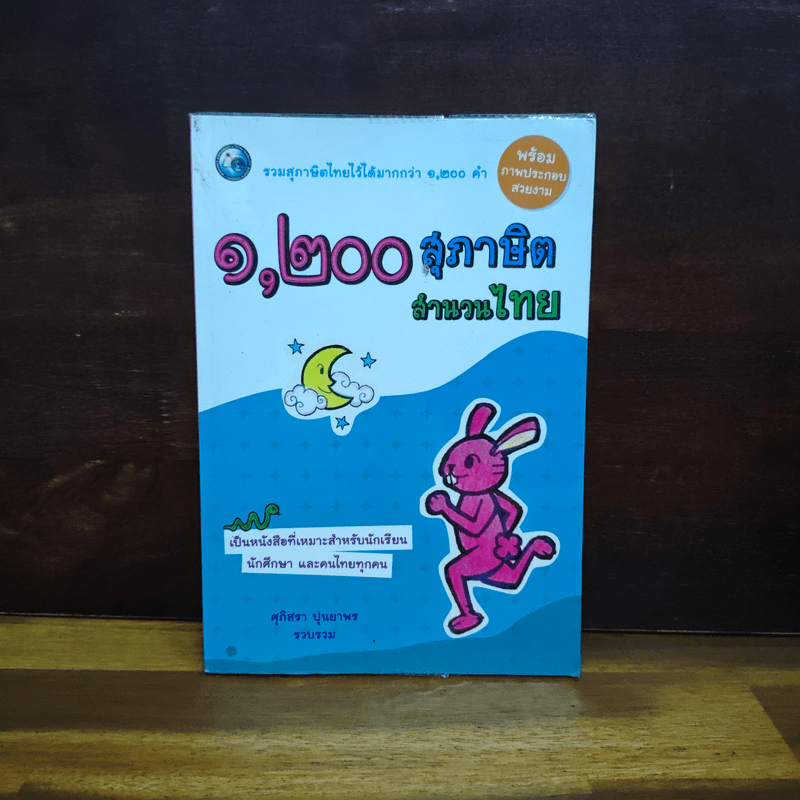 รวมสุภาษิตไทยไว้ได้มากกว่า ๑,๒๐๐ คำ
พร้อม
ภาพประกอบ
สวยงาม
๑,๒๐๐ สุภาษิต
สำนวนไทย
เป็นหนังสือที่เหมาะสำหรับนักเรียน
นักศึกษา และคนไทยทุกคน
ศุภิสรา ปุนยาพร
รวบรวม